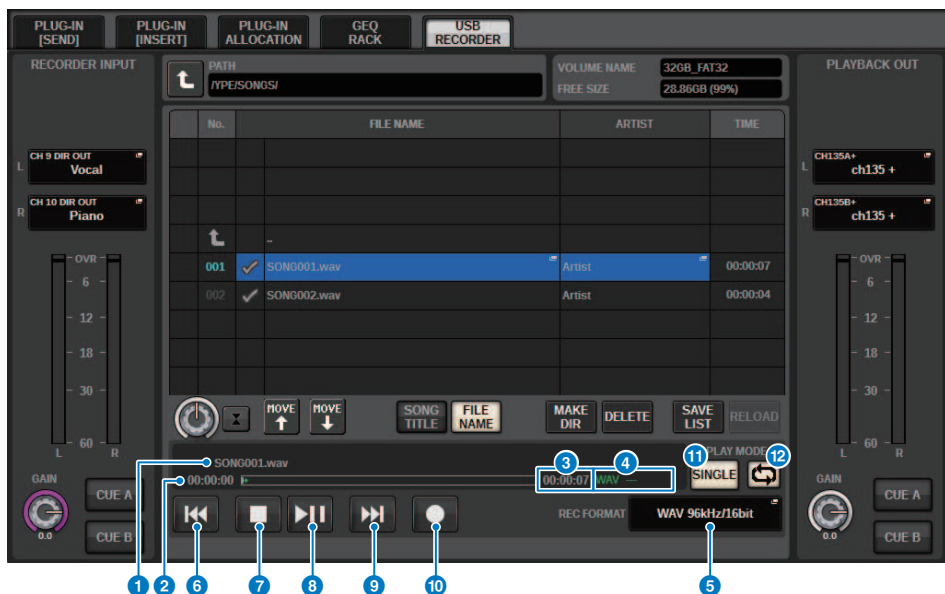 PLUG-IN [SEND]
PLUG-IN [INSERT]
PLUG-IN ALLOCATION
GEQ RACK
USB RECORDER
RECORDER INPUT
PATH
/YPE/SONGS/
VOLUME NAME 32GB_FAT32
FREE SIZE 28.86GB (99%)
PLAYBACK OUT
No. FILE NAME ARTIST TIME
CH 9 DIR OUT
L Vocal
CH 10 DIR OUT
R Piano
CH135A+
L ch135 +
CH135B+
R ch135 +
001 SONG001.wav Artist 00:00:07
002 SONG002.wav Artist 00:00:04
OVR
6
12
18
30
60
L R
OVR
6
12
18
30
60
L R
MOVE
MOVE
SONG TITLE
FILE NAME
MAKE DIR
DELETE
SAVE LIST
RELOAD
SONG001.wav
00:00:00
3 4
00:00:07 WAV ---
PLAY MODE
11 12
SINGLE
REC FORMAT WAV 96kHz/16bit
GAIN
0.0
CUE A
CUE B
GAIN
0.0
CUE A
CUE B
1 2 6 7 8 9 10 5